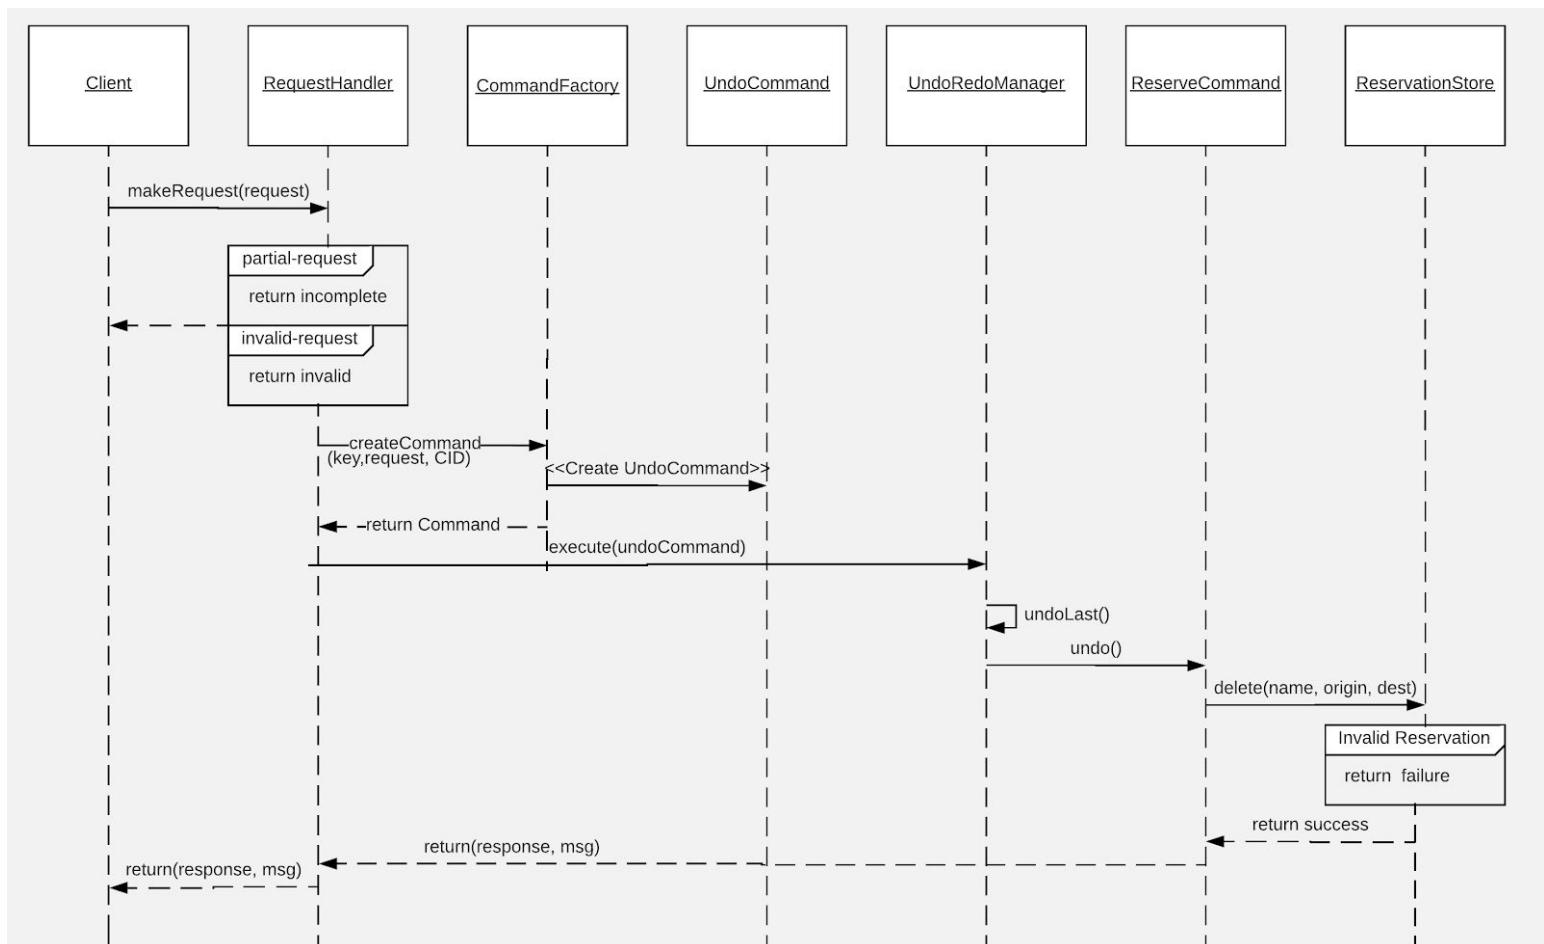 Client
RequestHandler
CommandFactory
UndoCommand
UndoRedoManager
ReserveCommand
ReservationStore
makeRequest(request)
partial-request
return incomplete
invalid-request
return invalid
createCommand
(key,request, CID)
<<Create UndoCommand>>
return Command
execute(undoCommand)
undoLast()
undo()
delete(name, origin, dest)
Invalid Reservation
return failure
return success
return(response, msg)
return(response, msg)